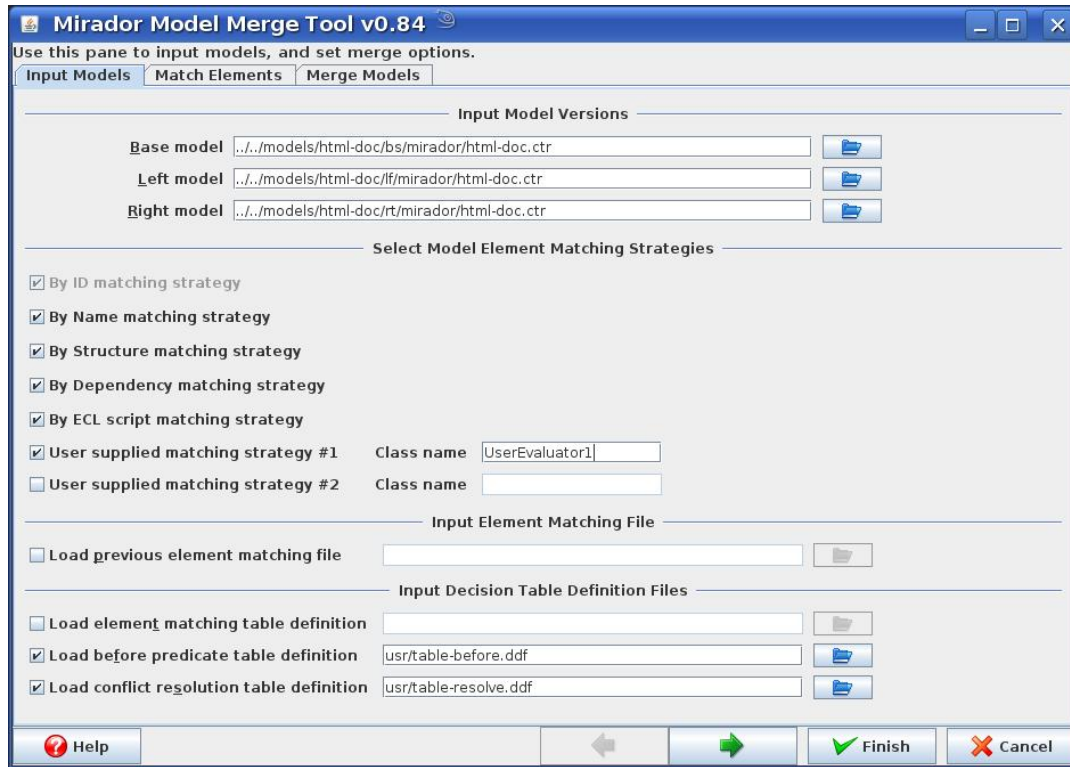 Mirador Model Merge Tool v0.84
Use this pane to input models, and set merge options.
Input Models Match Elements Merge Models
Input Model Versions
Base model ../../models/html-doc/bs/mirador/html-doc.ctr
Left model ../../models/html-doc/lf/mirador/html-doc.ctr
Right model ../../models/html-doc/rt/mirador/html-doc.ctr
Select Model Element Matching Strategies
By ID matching strategy
By Name matching strategy
By Structure matching strategy
By Dependency matching strategy
By ECL script matching strategy
User supplied matching strategy #1 Class name UserEvaluator1
User supplied matching strategy #2 Class name
Input Element Matching File
Load previous element matching file
Input Decision Table Definition Files
Load element matching table definition
Load before predicate table definition usr/table-before.ddf
Load conflict resolution table definition usr/table-resolve.ddf
Help Finish Cancel